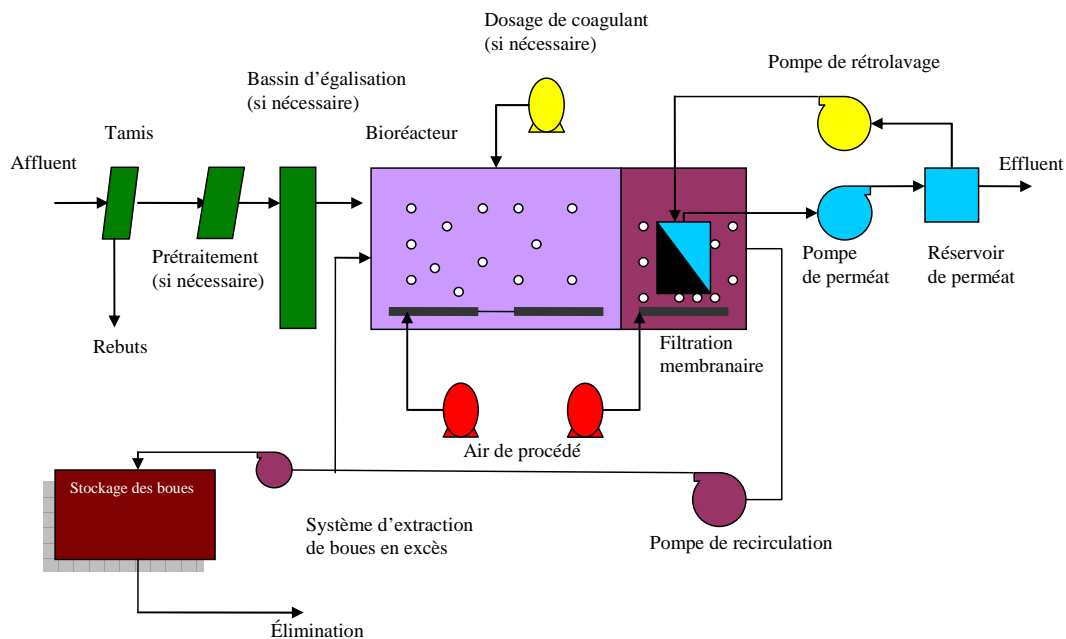 Dosage de coagulant
(si nécessaire)
Pompe de rétrolavage
Bassin d’égalisation
(si nécessaire)
Tamis
Bioréacteur
Affluent
Effluent
Prétraitement
(si nécessaire)
Pompe
de perméat
Réservoir
de perméat
Rebuts
Filtration
membranaire
Air de procédé
Stockage des boues
Système d’extraction
de boues en excès
Pompe de recirculation
Élimination